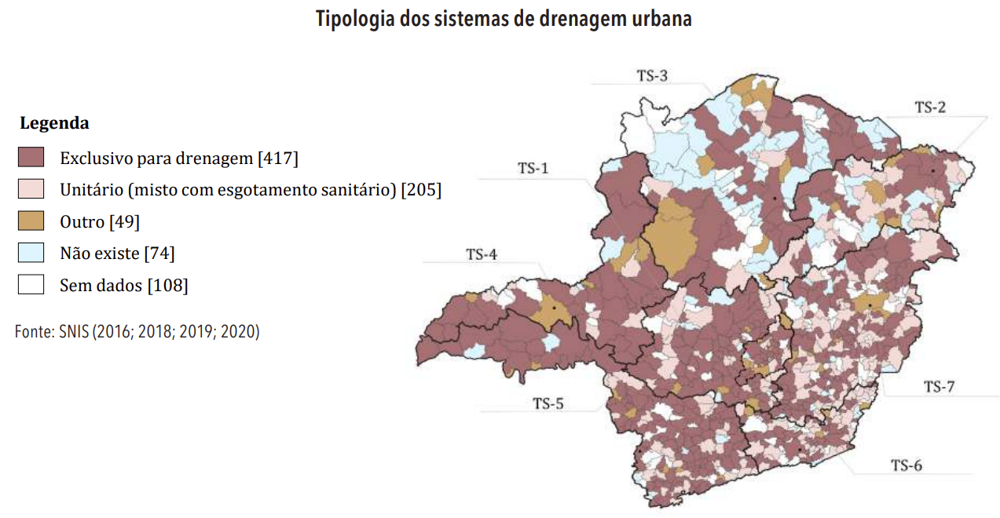 Tipologia dos sistemas de drenagem urbana
TS-3
TS-2
Legenda
Exclusivo para drenagem [417]
TS-1
Unitário (misto com esgotamento sanitário) [205]
Outro [49]
Não existe [74]
TS-4
Sem dados [108]
Fonte: SNIS (2016; 2018; 2019; 2020)
TS-7
TS-5
TS-6